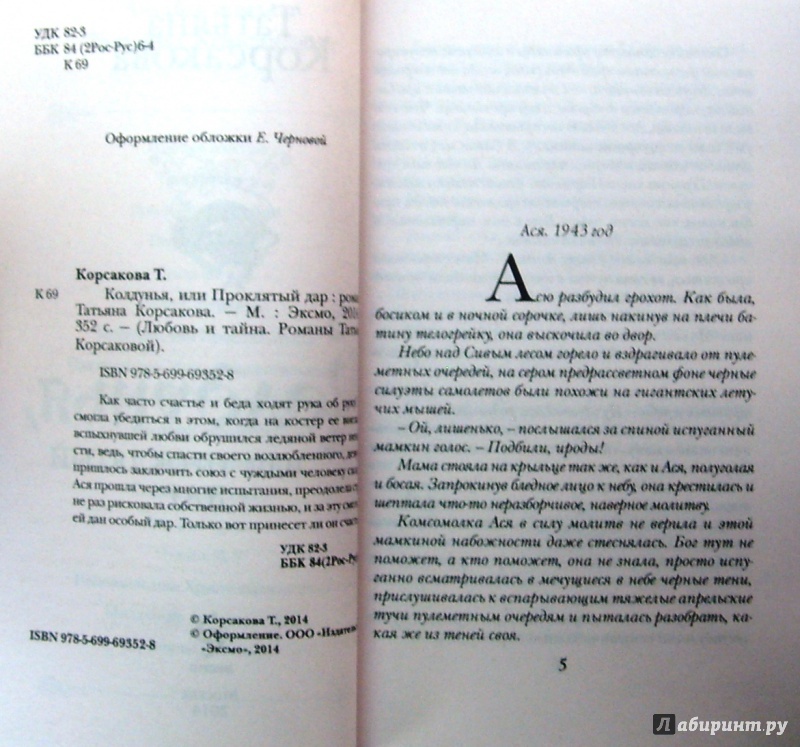 УДК 82-3
ББК 84 (2Рос-Рус)6-4
К 69
Оформление обложки Е. Черновой
Корсакова Т.
К 69 Колдунья, или Проклятый дар :
Татьяна Корсакова. – М. : Эксмо,
352 с. – (Любовь и тайна. Романы
Корсаковой).
ISBN 978-5-699-69352-8
Как часто счастье и беда ходят рука об
смогла убедиться в этом, когда на костер ее
вспыхнувшей любви обрушился ледяной ветер
сти, ведь, чтобы спасти своего возлюбленного,
пришлось заключить союз с чуждыми человеку
Ася прошла через многие испытания,
не раз рисковала собственной жизнью, и за эту
ей дан особый дар. Только вот принесет ли он
УДК 82-3
ББК 84(2Рос-Ру
© Корсакова Т., 2014
© Оформление. ООО «Издате
ISBN 978-5-699-69352-8 «Эксмо», 2014
Татьяна
Корсакова
Ася. 1943 год
Асю разбудил грохот. Как была,
босиком и в ночной сорочке, лишь накинув на плечи ба-
тину телогрейку, она выскочила во двор.
Небо над Сивым лесом горело и вздрагивало от пуле-
метных очередей, на сером предрассветном фоне черные
силуэты самолетов были похожи на гигантских лету-
чих мышей.
– Ой, лишенько, – послышался за спиной испуганный
мамкин голос. – Подбили, ироды!
Мама стояла на крыльце так же, как и Ася, полуголая
и босая. Запрокинув бледное лицо к небу, она крестилась и
шептала что-то неразборчивое, наверное молитву.
Комсомолка Ася в силу молитв не верила и этой
мамкиной набожности даже стеснялась. Бог тут не
поможет, а кто поможет, она не знала, просто испу-
ганно всматривалась в мечущиеся в небе черные тени,
прислушивалась к вспарывающим тяжелые апрельские
тучи пулеметным очередям и пыталась разобрать, ка-
кая же из теней своя.
5
Лабиринт.ру